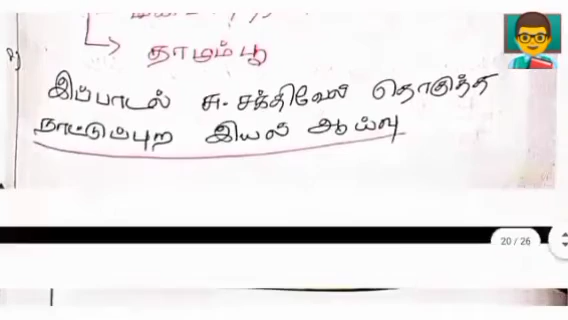 தாழம்பூ
இப்பாடல் சு. சக்திவேல் தொகுத்த
நாட்டுப்புற இயல் ஆய்வு
20 / 26